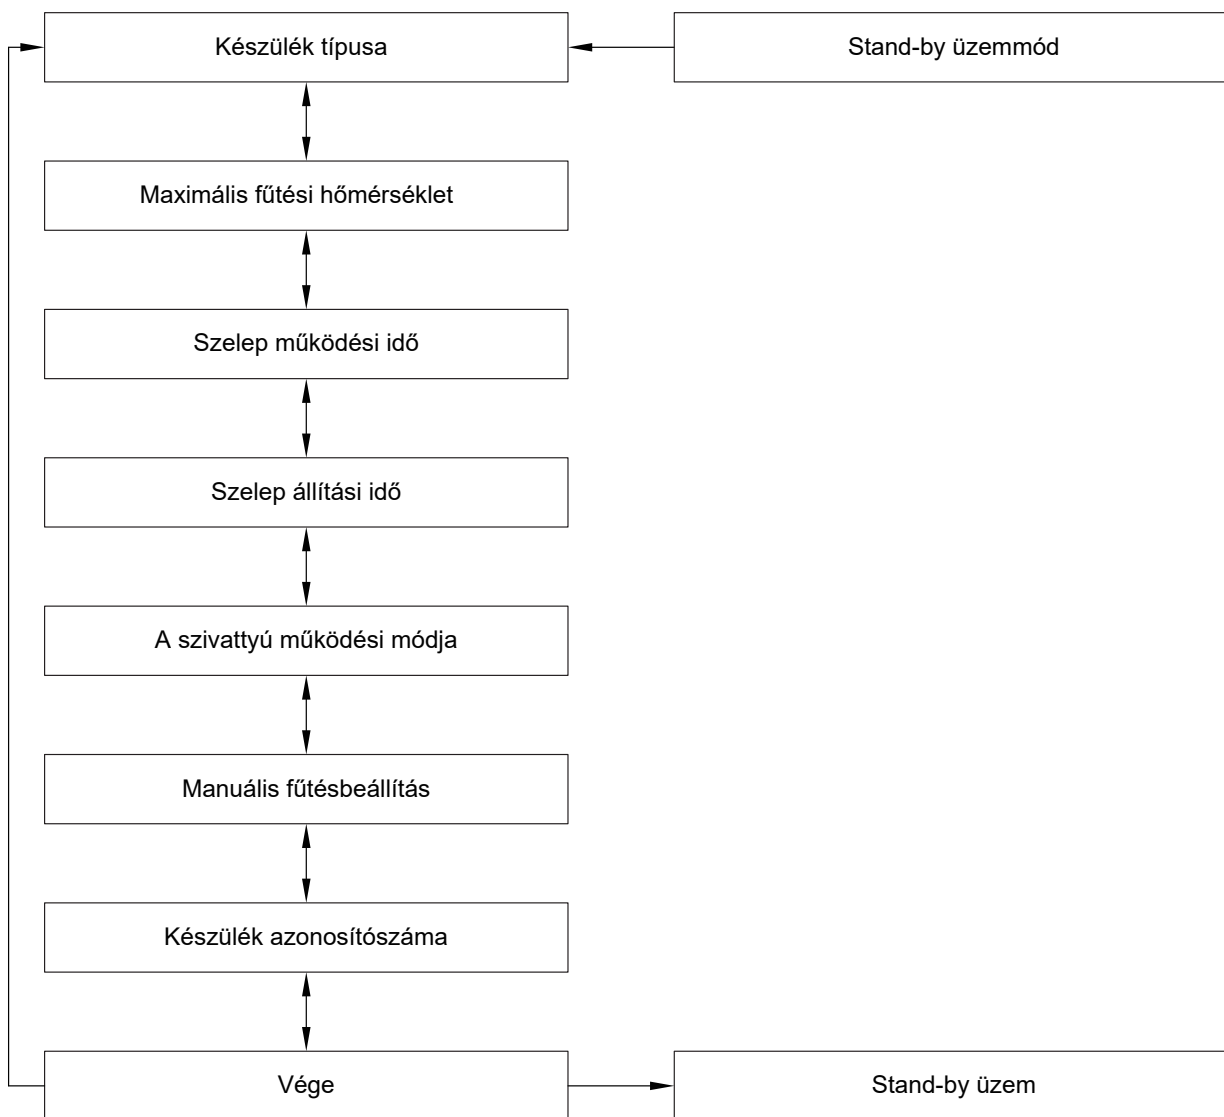 Készülék típusa
Stand-by üzemmód
Maximális fűtési hőmérséklet
Szelep működési idő
Szelep állítási idő
A szivattyú működési módja
Manuális fűtésbeállítás
Készülék azonosítószáma
Vége
Stand-by üzem